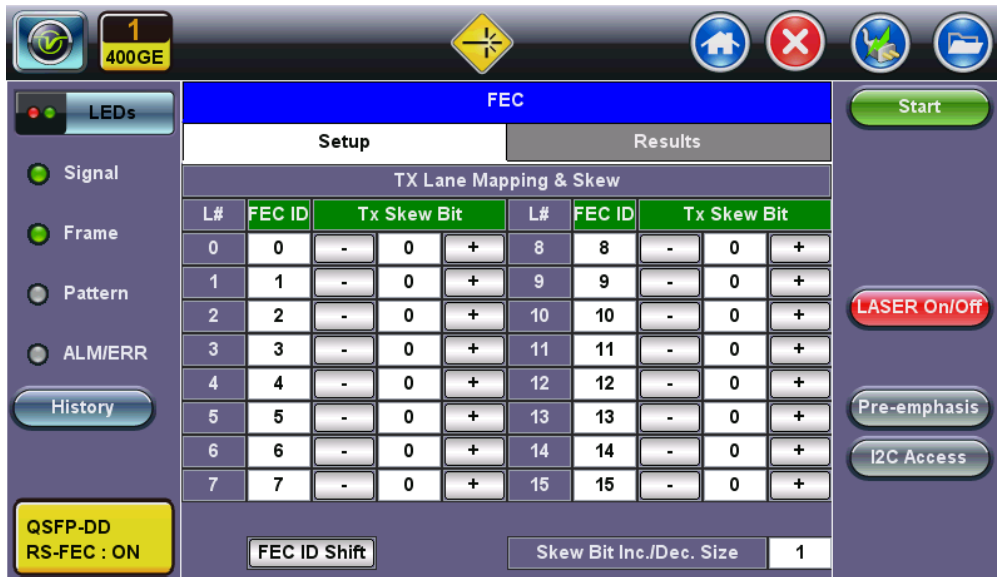 1
400GE
LEDs
Signal
Frame
Pattern
ALM/ERR
History
QSFP-DD
RS-FEC : ON
FEC
Setup Results
TX Lane Mapping & Skew
L# FEC ID Tx Skew Bit L# FEC ID Tx Skew Bit
0 0 - 0 + 8 8 - 0 +
1 1 - 0 + 9 9 - 0 +
2 2 - 0 + 10 10 - 0 +
3 3 - 0 + 11 11 - 0 +
4 4 - 0 + 12 12 - 0 +
5 5 - 0 + 13 13 - 0 +
6 6 - 0 + 14 14 - 0 +
7 7 - 0 + 15 15 - 0 +
FEC ID Shift Skew Bit Inc./Dec. Size 1
Start
LASER On/Off
Pre-emphasis
I2C Access